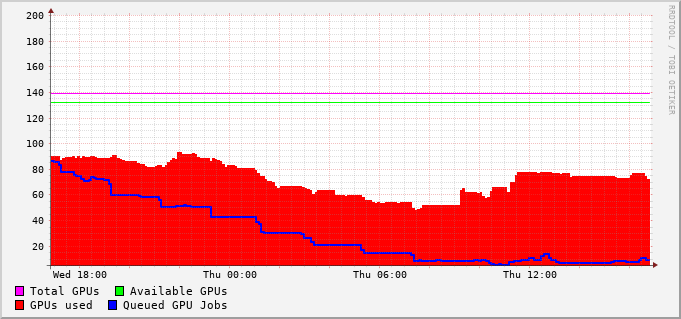 200
180
160
140
120
100
80
60
40
20
Wed 18:00 Thu 00:00 Thu 06:00 Thu 12:00
Total GPUs Available GPUs
GPUs used Queued GPU Jobs
RRDTOOL / TOBI OETIKER